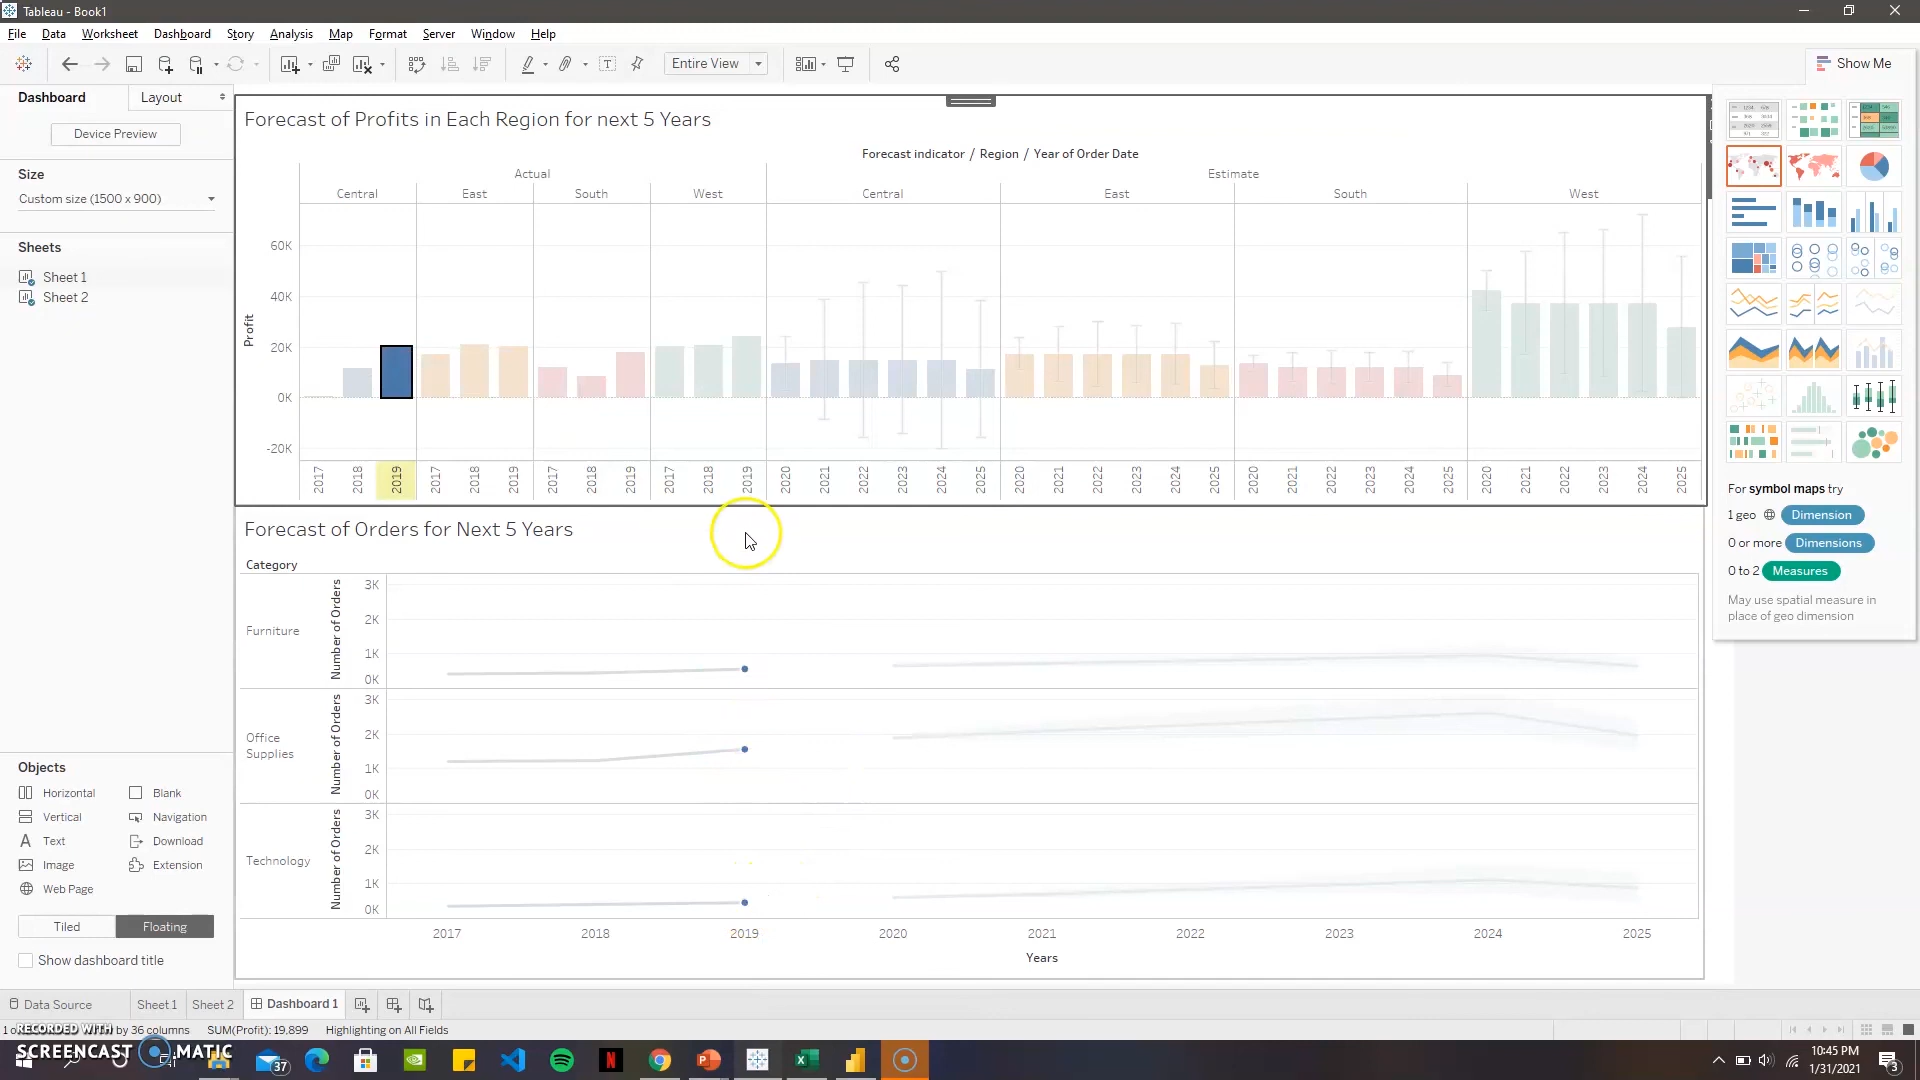 Tableau - Book1
File Data Worksheet Dashboard Story Analysis Map Format Server Window Help
Entire View
Show Me
Dashboard Layout
Device Preview
Size
Custom size (1500 x 900)
Sheets
Sheet 1
Sheet 2
Forecast of Profits in Each Region for next 5 Years
Forecast indicator / Region / Year of Order Date
Actual Estimate
Central East South West Central East South West
Profit
60K
40K
20K
0K
-20K
2017 2018 2019 2017 2018 2019 2017 2018 2019 2017 2018 2019 2020 2021 2022 2023 2024 2025 2020 2021 2022 2023 2024 2025 2020 2021 2022 2023 2024 2025 2020 2021 2022 2023 2024 2025
Forecast of Orders for Next 5 Years
Category
Furniture
Number of Orders
3K
2K
1K
0K
Office
Supplies
Number of Orders
3K
2K
1K
0K
Technology
Number of Orders
3K
2K
1K
0K
2017 2018 2019 2020 2021 2022 2023 2024 2025
Years
For symbol maps try
1 geo Dimension
0 or more Dimensions
0 to 2 Measures
May use spatial measure in
place of geo dimension
Objects
Horizontal Blank
Vertical Navigation
Text Download
Image Extension
Web Page
Tiled Floating
Show dashboard title
Data Source Sheet 1 Sheet 2 Dashboard 1
by 36 columns SUM(Profit): 19,899 Highlighting on All Fields
RECORDED WITH
SCREENCAST MATIC
37
10:45 PM
1/31/2021
3